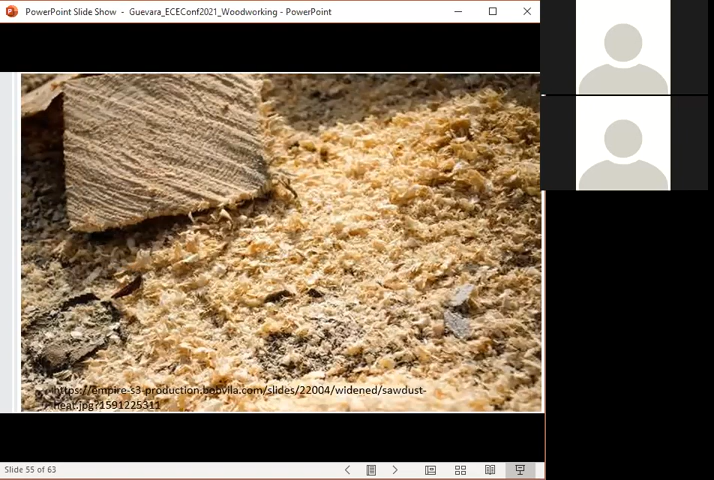 PowerPoint Slide Show - Guevara_ECEConf2021_Woodworking - PowerPoint
https://empire-s3-production.bobvila.com/slides/22004/widened/sawdust-
heat.jpg?1591225311
Slide 55 of 63